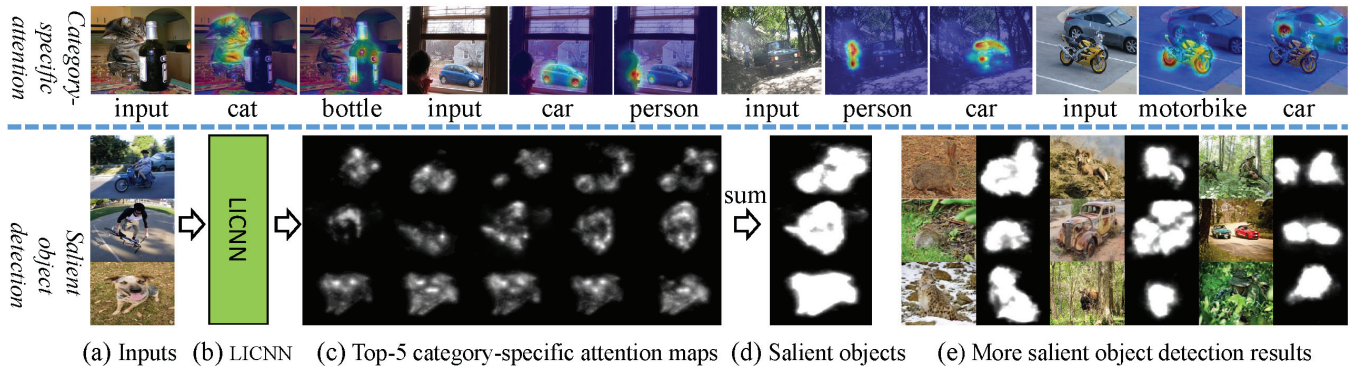 Category-
specific
attention
input cat bottle input car person input person car input motorbike car
Salient
object
detection
LICNN
sum
(a) Inputs (b) LICNN (c) Top-5 category-specific attention maps (d) Salient objects (e) More salient object detection results